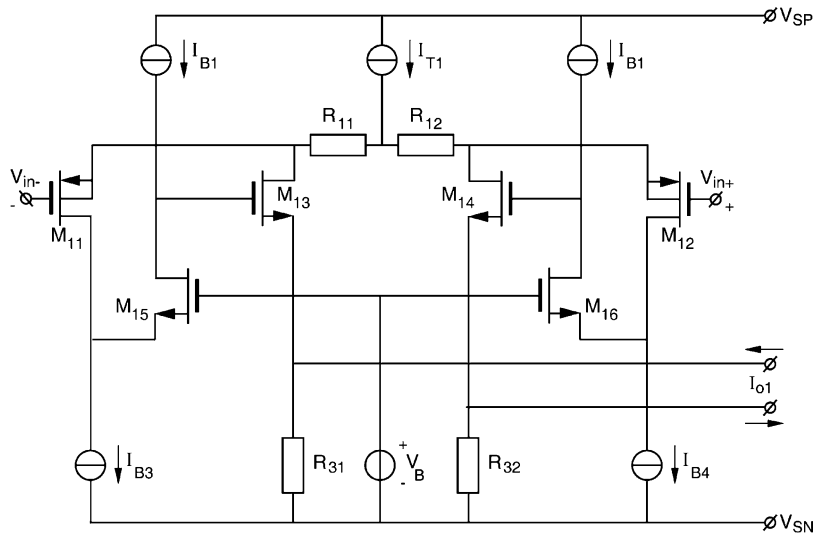 V_SP
I_B1
I_T1
I_B1
R_11
R_12
V_in-
-
M_11
M_13
M_14
V_in+
+
M_12
M_15
M_16
I_o1
I_B3
R_31
+
V_B
-
R_32
I_B4
V_SN